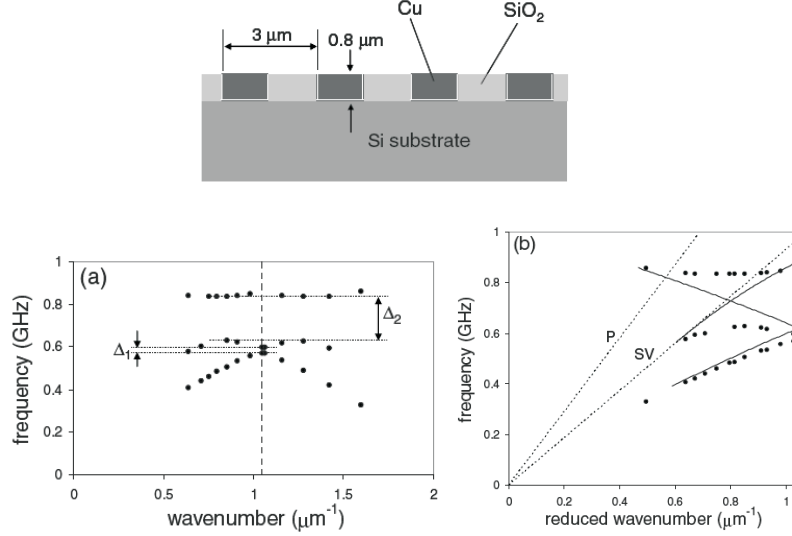 Cu
SiO₂
3 μm
0.8 μm
Si substrate
(a)
frequency (GHz)
1
0.8
0.6
0.4
0.2
0
Δ₁
Δ₂
0
0.5
1
1.5
2
wavenumber (μm⁻¹)
(b)
frequency (GHz)
1
0.8
0.6
0.4
0.2
0
P
SV
0
0.2
0.4
0.6
0.8
1
reduced wavenumber (μm⁻¹)